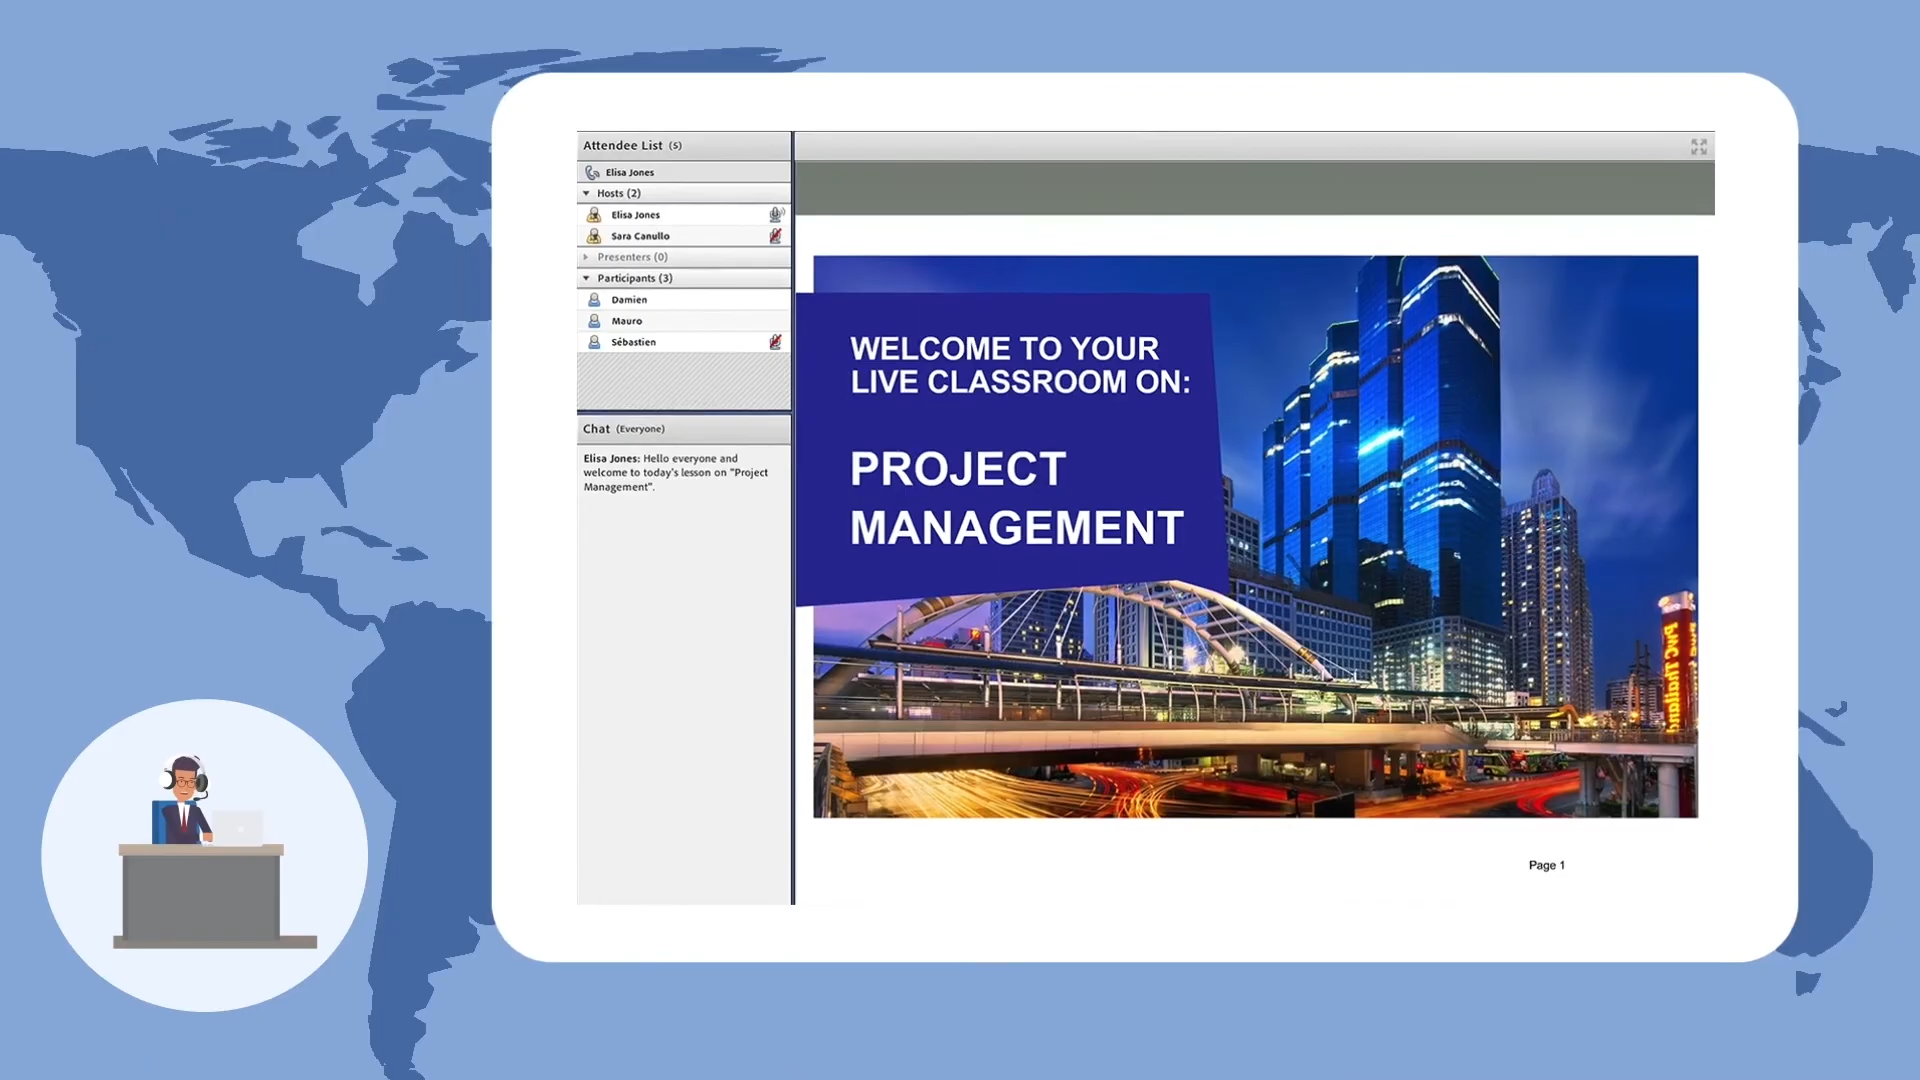 Attendee List (5)
Elisa Jones
Hosts (2)
Elisa Jones
Sara Canullo
Presenters (0)
Participants (3)
Damien
Mauro
Sébastien
Chat (Everyone)
Elisa Jones: Hello everyone and
welcome to today's lesson on "Project
Management".
WELCOME TO YOUR
LIVE CLASSROOM ON:
PROJECT
MANAGEMENT
Page 1